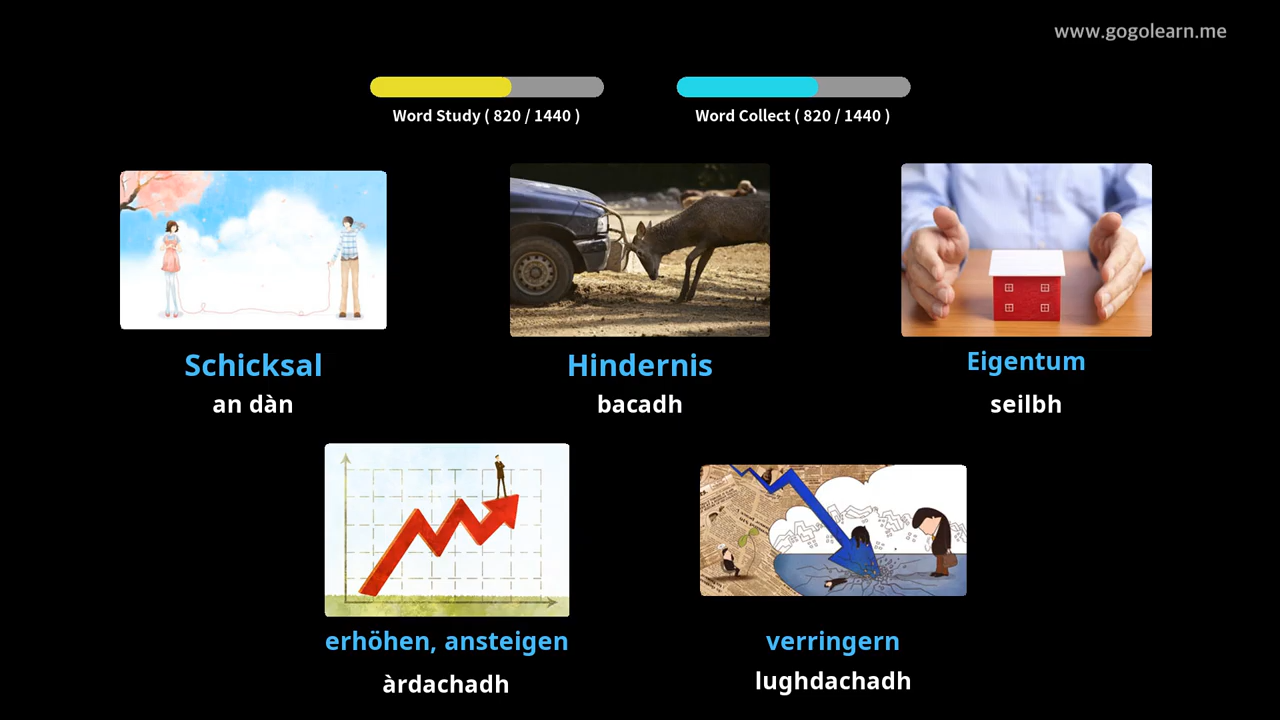 www.gogolearn.me
Word Study ( 820 / 1440 )
Word Collect ( 820 / 1440 )
Schicksal
an dàn
Hindernis
bacadh
Eigentum
seilbh
erhöhen, ansteigen
àrdachadh
verringern
lughdachadh